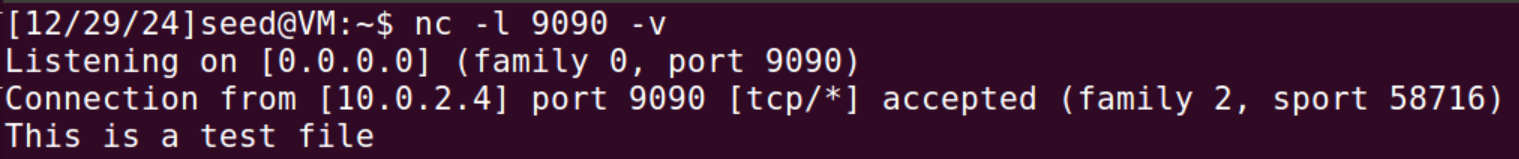 [12/29/24]seed@VM:~$ nc -l 9090 -v
Listening on [0.0.0.0] (family 0, port 9090)
Connection from [10.0.2.4] port 9090 [tcp/*] accepted (family 2, sport 58716)
This is a test file